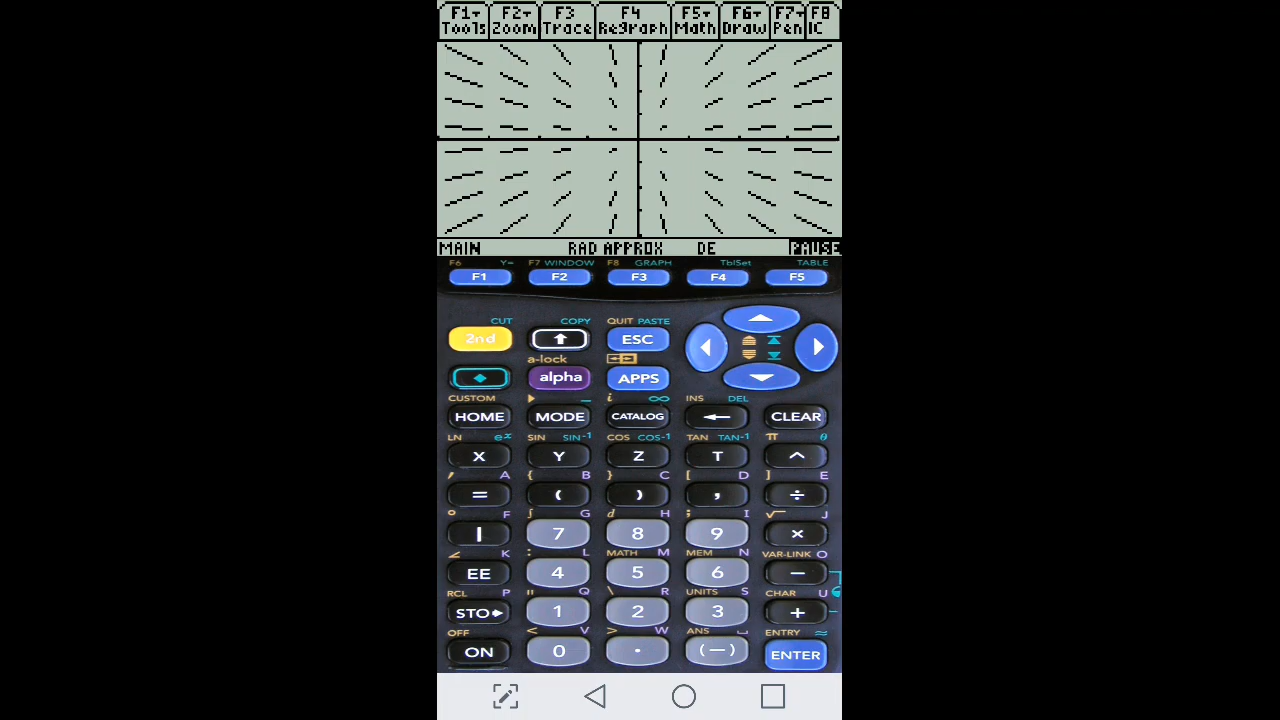 F1 F2 F3 F4 F5 F6 F7 F8
Tools Zoom Trace ReGraph Math Draw Pen IC
MAIN RAD APPROX DE PAUSE
F6 Y= F7 WINDOW F8 GRAPH TblSet TABLE
F1 F2 F3 F4 F5
CUT COPY QUIT PASTE
2nd ESC
a-lock
alpha APPS
CUSTOM i ∞ INS DEL
HOME MODE CATALOG ← CLEAR
LN eˣ SIN SIN-1 COS COS-1 TAN TAN-1 π θ
X Y Z T ^
′ A { B } C [ D ] E
= ( ) , ÷
° F ∫ G d H ; I √ J
| 7 8 9 ×
∠ K : L MATH M MEM N VAR-LINK O
EE 4 5 6 −
RCL P " Q \ R UNITS S CHAR U
STO▸ 1 2 3 +
OFF < V > W ANS ENTRY ≈
ON 0 . (−) ENTER